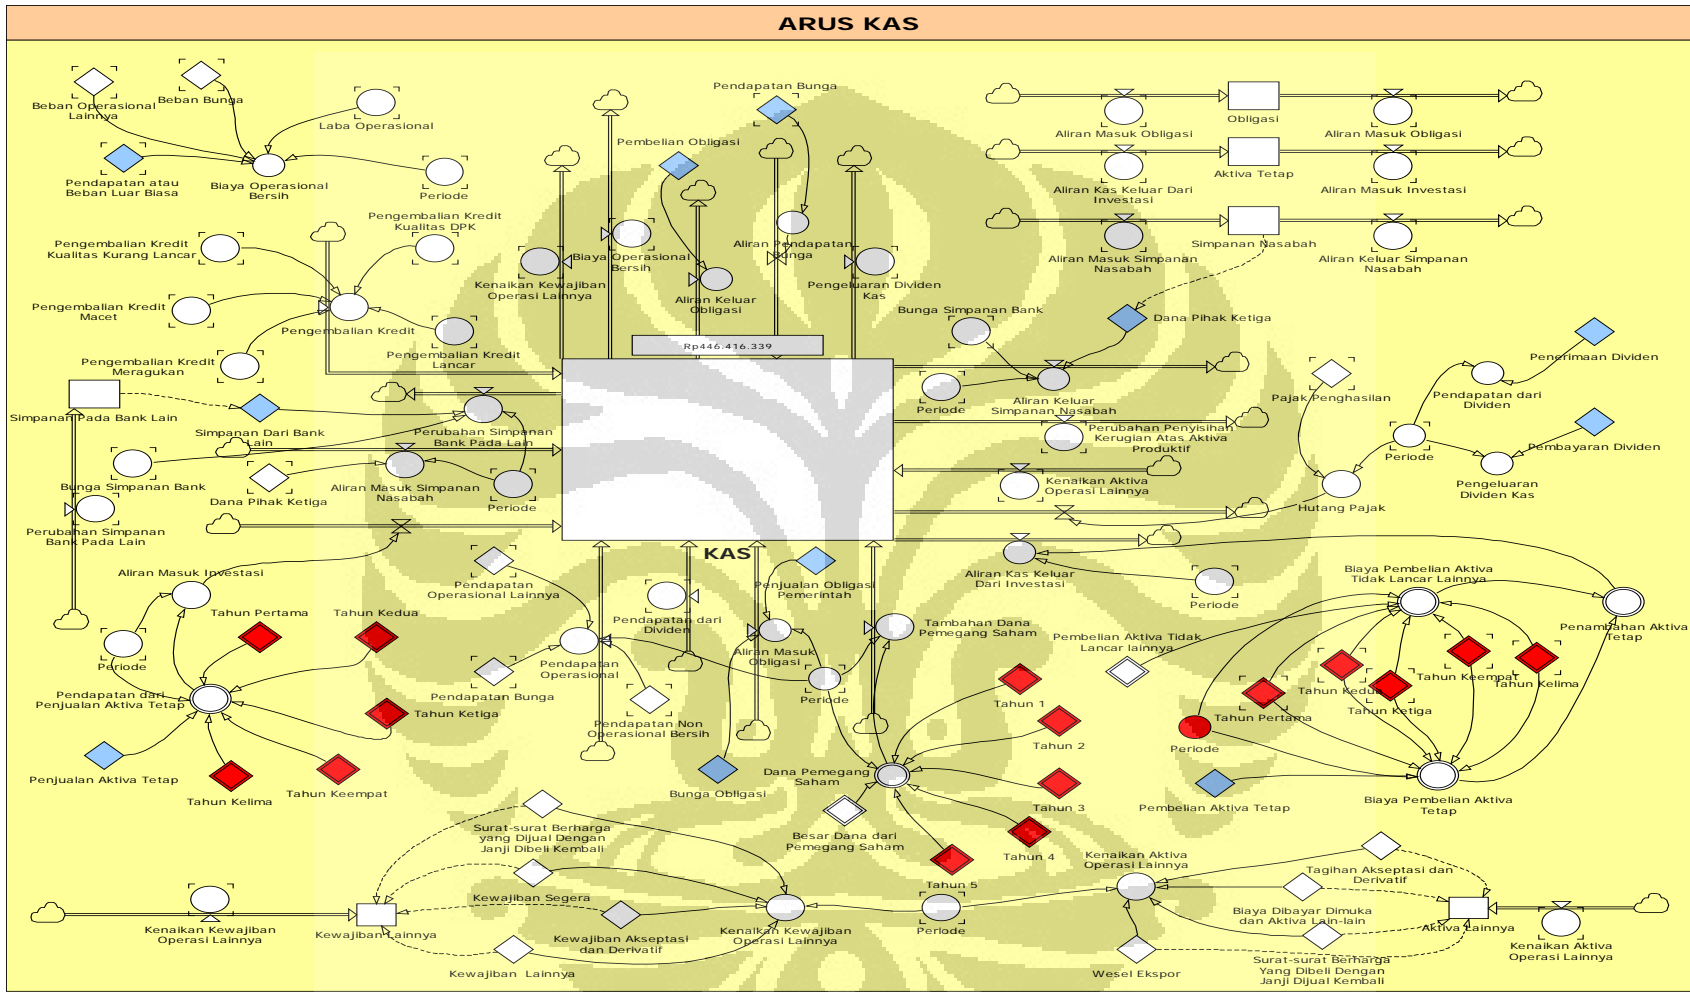 ARUS KAS
Beban Operasional
Lainnya
Beban Bunga
Laba Operasional
Pendapatan atau
Beban Luar Biasa
Biaya Operasional
Bersih
Periode
Pengembalian Kredit
Kualitas DPK
Pengembalian Kredit
Kualitas Kurang Lancar
Pengembalian Kredit
Macet
Pengembalian Kredit
Pengembalian Kredit
Lancar
Pengembalian Kredit
Meragukan
Pendapatan Bunga
Pembelian Obligasi
Kenaikan Kewajiban
Operasi Lainnya
Biaya Operasional
Bersih
Aliran Keluar
Obligasi
Aliran Pendapatan
Bunga
Pengeluaran Dividen
Kas
Aliran Masuk Obligasi
Obligasi
Aliran Masuk Obligasi
Aliran Kas Keluar Dari
Investasi
Aktiva Tetap
Aliran Masuk Investasi
Aliran Masuk Simpanan
Nasabah
Simpanan Nasabah
Aliran Keluar Simpanan
Nasabah
Bunga Simpanan Bank
Dana Pihak Ketiga
Rp446.416.339
Periode
Aliran Keluar
Simpanan Nasabah
Pajak Penghasilan
Penerimaan Dividen
Pendapatan dari
Dividen
Periode
Pembayaran Dividen
Pengeluaran
Dividen Kas
Hutang Pajak
Perubahan Penyisihan
Kerugian Atas Aktiva
Produktif
Kenaikan Aktiva
Operasi Lainnya
Simpanan Pada Bank Lain
Simpanan Dari Bank
Lain
Perubahan Simpanan
Bank Pada Lain
Bunga Simpanan Bank
Dana Pihak Ketiga
Aliran Masuk Simpanan
Nasabah
Periode
Perubahan Simpanan
Bank Pada Lain
KAS
Aliran Masuk Investasi
Tahun Pertama
Tahun Kedua
Periode
Pendapatan dari
Penjualan Aktiva Tetap
Tahun Ketiga
Penjualan Aktiva Tetap
Tahun Kelima
Tahun Keempat
Pendapatan
Operasional Lainnya
Pendapatan dari
Dividen
Penjualan Obligasi
Pemerintah
Aliran Masuk
Obligasi
Tambahan Dana
Pemegang Saham
Pendapatan
Operasional
Pendapatan Bunga
Pendapatan Non
Operasional Bersih
Periode
Bunga Obligasi
Dana Pemegang
Saham
Besar Dana dari
Pemegang Saham
Tahun 1
Tahun 2
Tahun 3
Tahun 4
Tahun 5
Aliran Kas Keluar
Dari Investasi
Periode
Biaya Pembelian Aktiva
Tidak Lancar Lainnya
Penambahan Aktiva
Tetap
Pembelian Aktiva Tidak
Lancar lainnya
Tahun Pertama
Tahun Kedua
Tahun Ketiga
Tahun Keempat
Tahun Kelima
Periode
Pembelian Aktiva Tetap
Biaya Pembelian Aktiva
Tetap
Surat-surat Berharga
yang Dijual Dengan
Janji Dibeli Kembali
Kewajiban Segera
Kenaikan Kewajiban
Operasi Lainnya
Kewajiban Lainnya
Kewajiban Akseptasi
dan Derivatif
Kewajiban Lainnya
Kenaikan Kewajiban
Operasi Lainnya
Periode
Kenaikan Aktiva
Operasi Lainnya
Tagihan Akseptasi dan
Derivatif
Biaya Dibayar Dimuka
dan Aktiva Lain-lain
Aktiva Lainnya
Kenaikan Aktiva
Operasi Lainnya
Wesel Ekspor
Surat-surat Berharga
Yang Dibeli Dengan
Janji Dijual Kembali